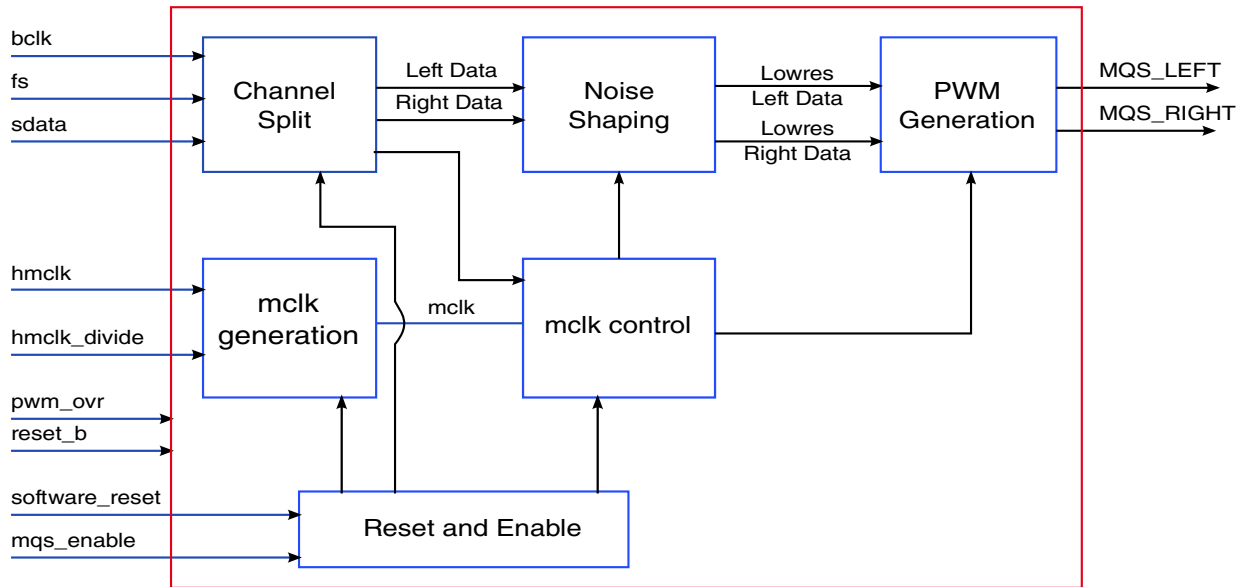 bclk
fs
sdata
Channel
Split
Left Data
Right Data
Noise
Shaping
Lowres
Left Data
Lowres
Right Data
PWM
Generation
MQS_LEFT
MQS_RIGHT
hmclk
hmclk_divide
mclk
generation
mclk
mclk control
pwm_ovr
reset_b
software_reset
mqs_enable
Reset and Enable